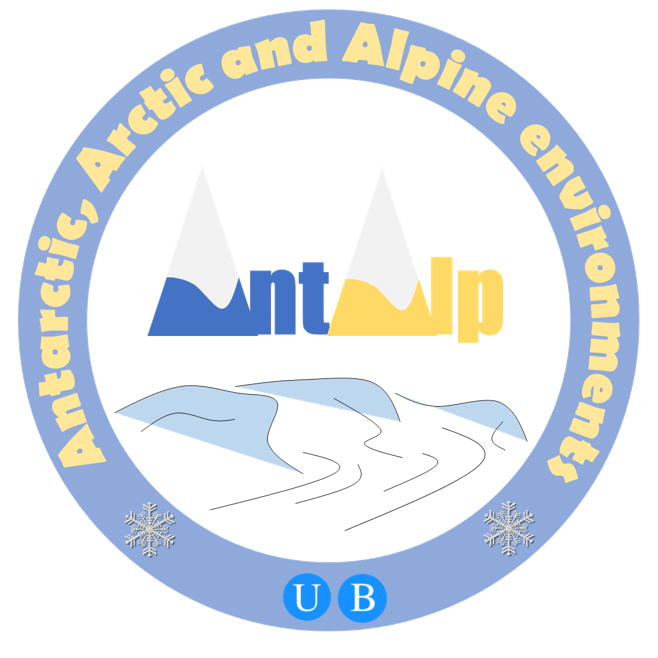 Antarctic, Arctic and Alpine environments
AntAlp
U B